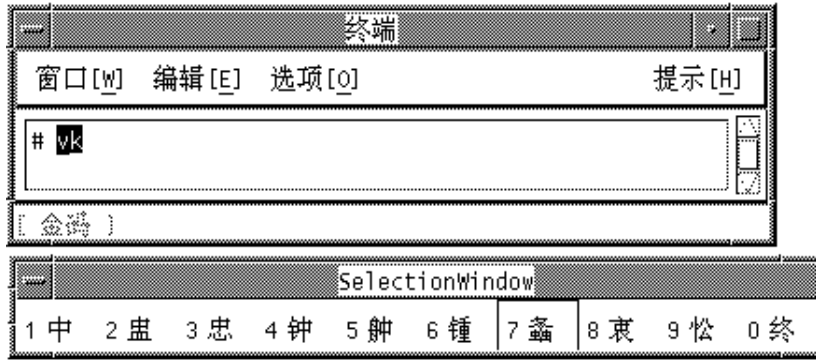 终端
窗口[W] 编辑[E] 选项[O] 提示[H]
# vk
SelectionWindow
1 中 2 盅 3 忠 4 钟 5 舯 6 锺 7 螽 8 衷 9 忪 0 终